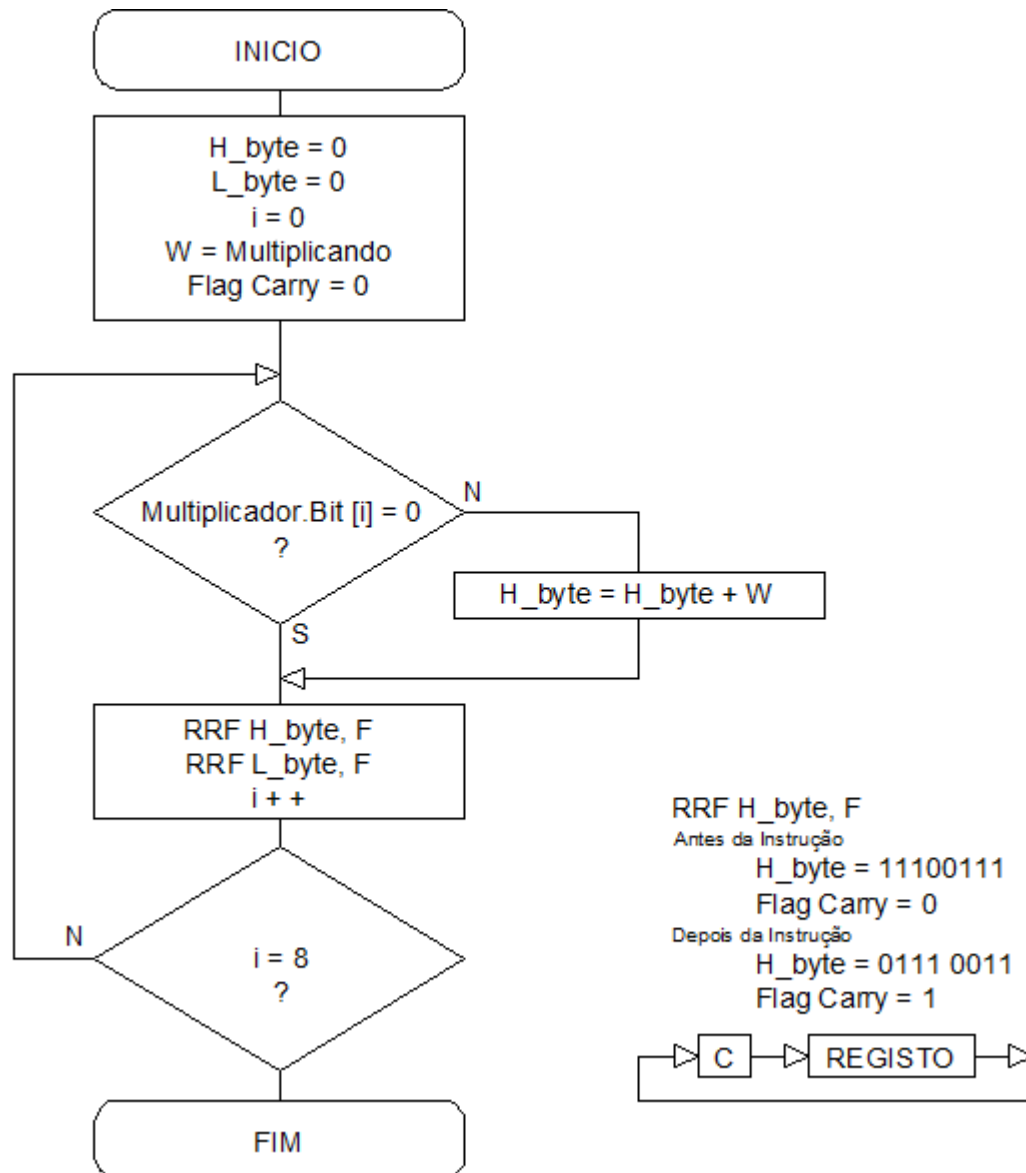 INICIO
H_byte = 0
L_byte = 0
i = 0
W = Multiplicando
Flag Carry = 0
Multiplicador.Bit [i] = 0
?
N
H_byte = H_byte + W
S
RRF H_byte, F
RRF L_byte, F
i + +
N
i = 8
?
FIM
RRF H_byte, F
Antes da Instrução
H_byte = 11100111
Flag Carry = 0
Depois da Instrução
H_byte = 0111 0011
Flag Carry = 1
C
REGISTO